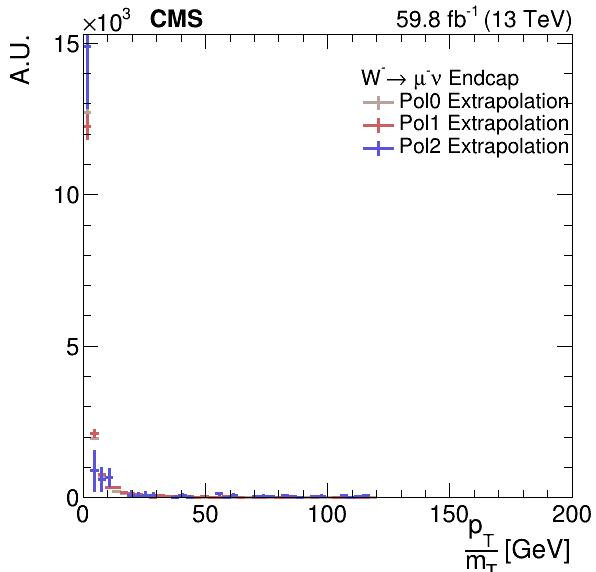 ×10³ CMS 59.8 fb⁻¹ (13 TeV)
A.U.
15
10
5
0
W⁻→ μ⁻ν Endcap
Pol0 Extrapolation
Pol1 Extrapolation
Pol2 Extrapolation
0 50 100 150 200
p_T
m_T [GeV]